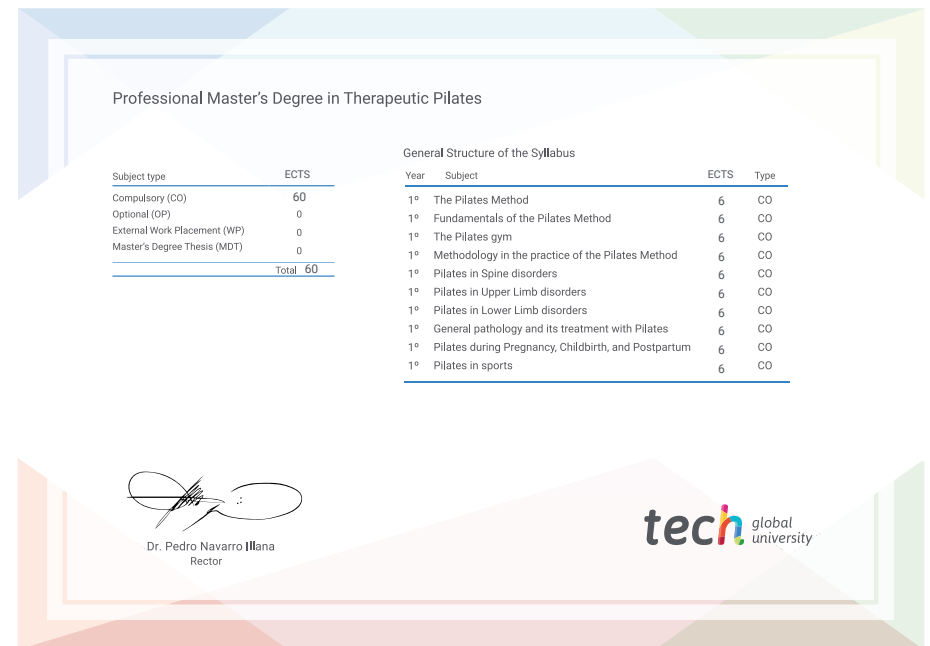 Professional Master's Degree in Therapeutic Pilates
Subject type ECTS
Compulsory (CO) 60
Optional (OP) 0
External Work Placement (WP) 0
Master's Degree Thesis (MDT) 0
Total 60
General Structure of the Syllabus
Year Subject ECTS Type
1º The Pilates Method 6 CO
1º Fundamentals of the Pilates Method 6 CO
1º The Pilates gym 6 CO
1º Methodology in the practice of the Pilates Method 6 CO
1º Pilates in Spine disorders 6 CO
1º Pilates in Upper Limb disorders 6 CO
1º Pilates in Lower Limb disorders 6 CO
1º General pathology and its treatment with Pilates 6 CO
1º Pilates during Pregnancy, Childbirth, and Postpartum 6 CO
1º Pilates in sports 6 CO
Dr. Pedro Navarro Illana
Rector
tech global
university